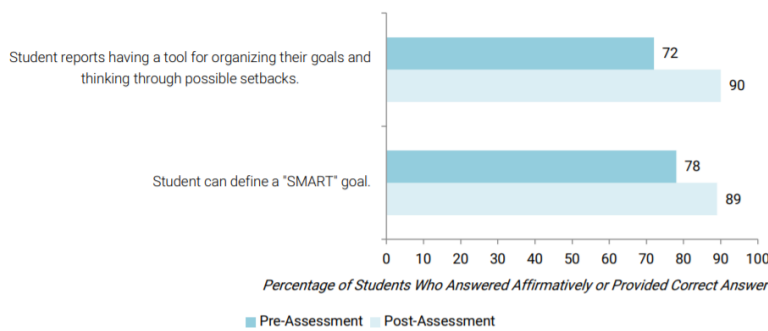 Student reports having a tool for organizing their goals and
thinking through possible setbacks.
72
90
Student can define a "SMART" goal.
78
89
0 10 20 30 40 50 60 70 80 90 100
Percentage of Students Who Answered Affirmatively or Provided Correct Answer
Pre-Assessment Post-Assessment